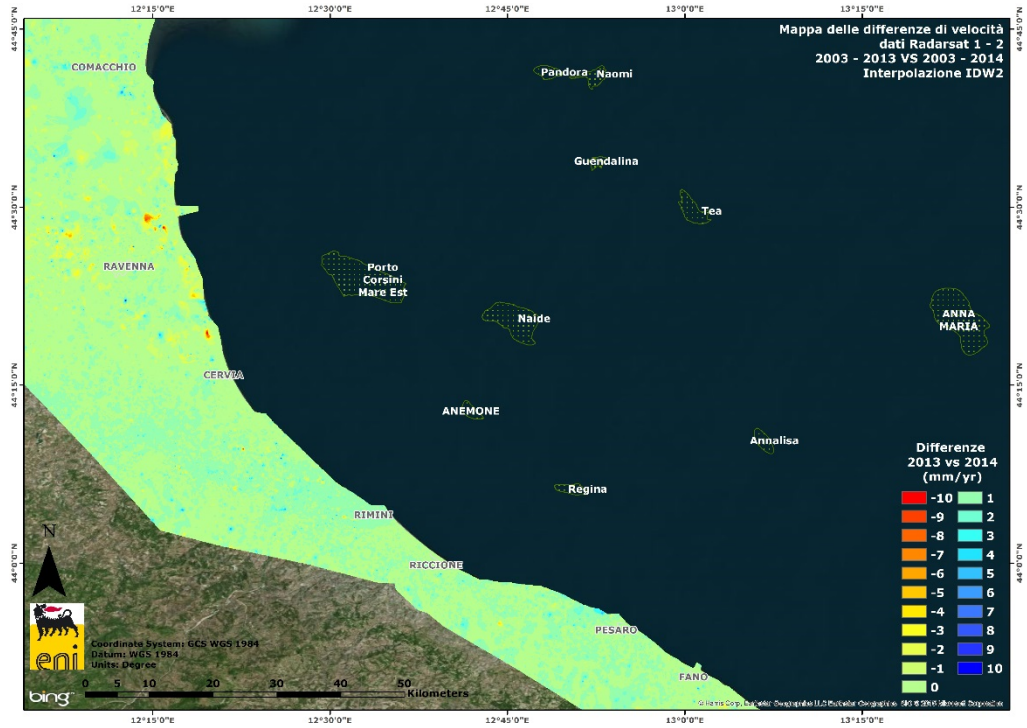 12°15'0"E 12°30'0"E 12°45'0"E 13°0'0"E 13°15'0"E
44°45'0"N 44°45'0"N
Mappa delle differenze di velocità
dati Radarsat 1 - 2
2003 - 2013 VS 2003 - 2014
Interpolazione IDW2
COMACCHIO
Pandora Naomi
Guendalina
44°30'0"N 44°30'0"N
Tea
RAVENNA
Porto
Corsini
Mare Est
Naide
ANNA
MARIA
CERVIA
44°15'0"N 44°15'0"N
ANEMONE
Annalisa
Regina
RIMINI
RICCIONE
44°0'0"N 44°0'0"N
PESARO
FANO
Differenze
2013 vs 2014
(mm/yr)
-10 1
-9 2
-8 3
-7 4
-6 5
-5 6
-4 7
-3 8
-2 9
-1 10
0
N
eni
Coordinate System: GCS WGS 1984
Datum: WGS 1984
Units: Degree
bing™
0 5 10 20 30 40 50
Kilometers
12°15'0"E 12°30'0"E 12°45'0"E 13°0'0"E 13°15'0"E